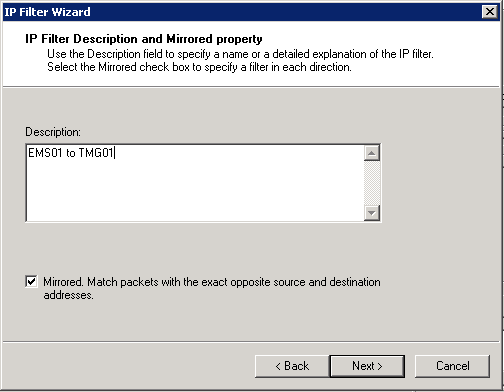 IP Filter Wizard
IP Filter Description and Mirrored property
Use the Description field to specify a name or a detailed explanation of the IP filter.
Select the Mirrored check box to specify a filter in each direction.
Description:
EMS01 to TMG01
Mirrored. Match packets with the exact opposite source and destination
addresses.
< Back
Next >
Cancel